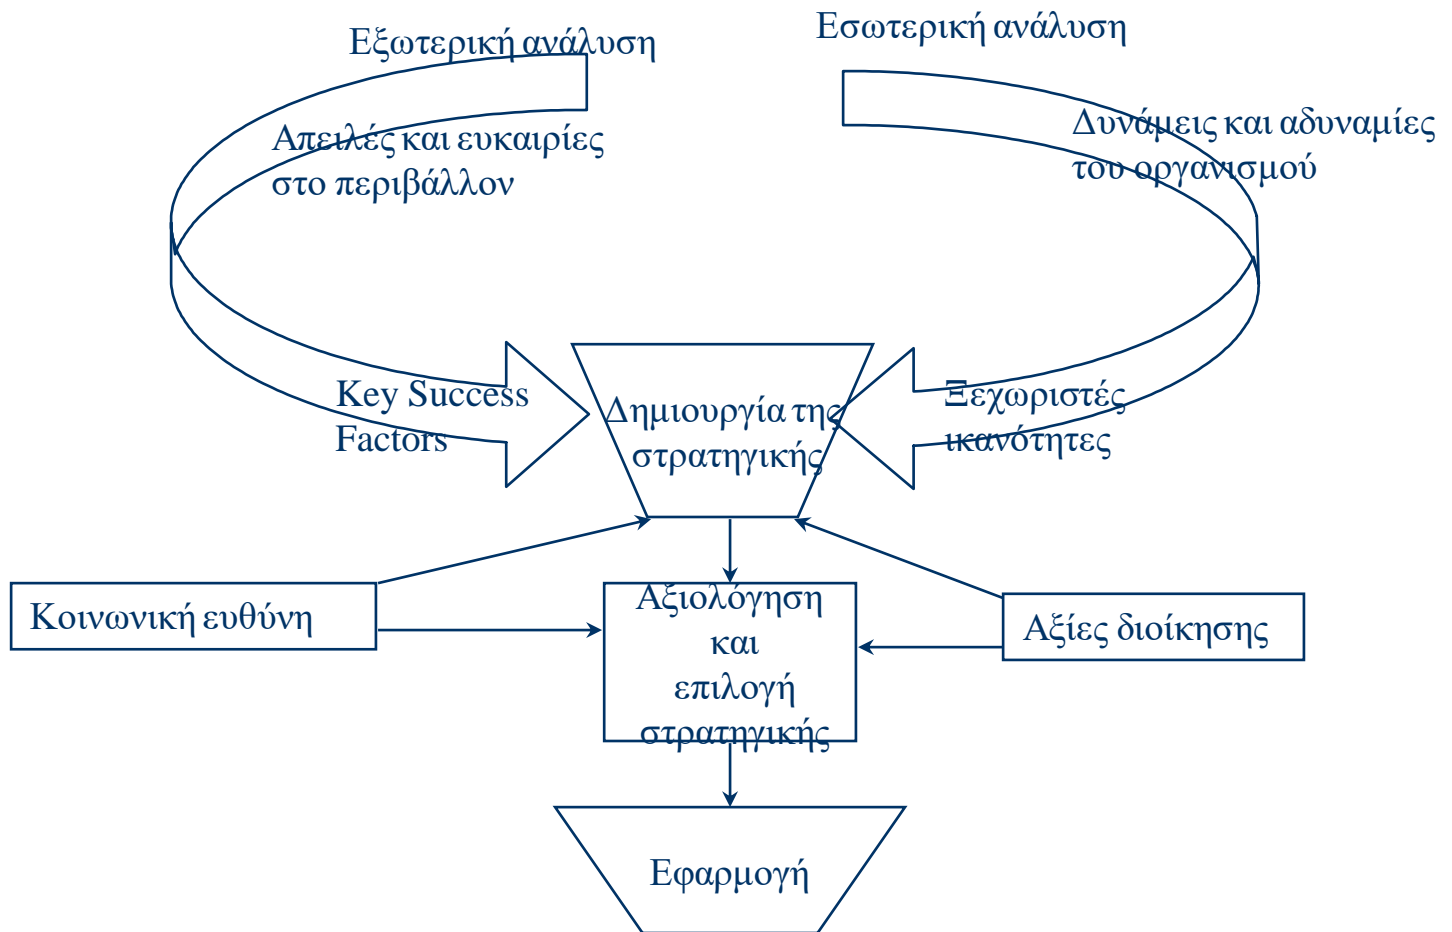 Εξωτερική ανάλυση
Εσωτερική ανάλυση
Απειλές και ευκαιρίες
στο περιβάλλον
Δυνάμεις και αδυναμίες
του οργανισμού
Key Success
Factors
Δημιουργία της
στρατηγικής
Ξεχωριστές
ικανότητες
Κοινωνική ευθύνη
Αξιολόγηση
και
επιλογή
στρατηγικής
Αξίες διοίκησης
Εφαρμογή